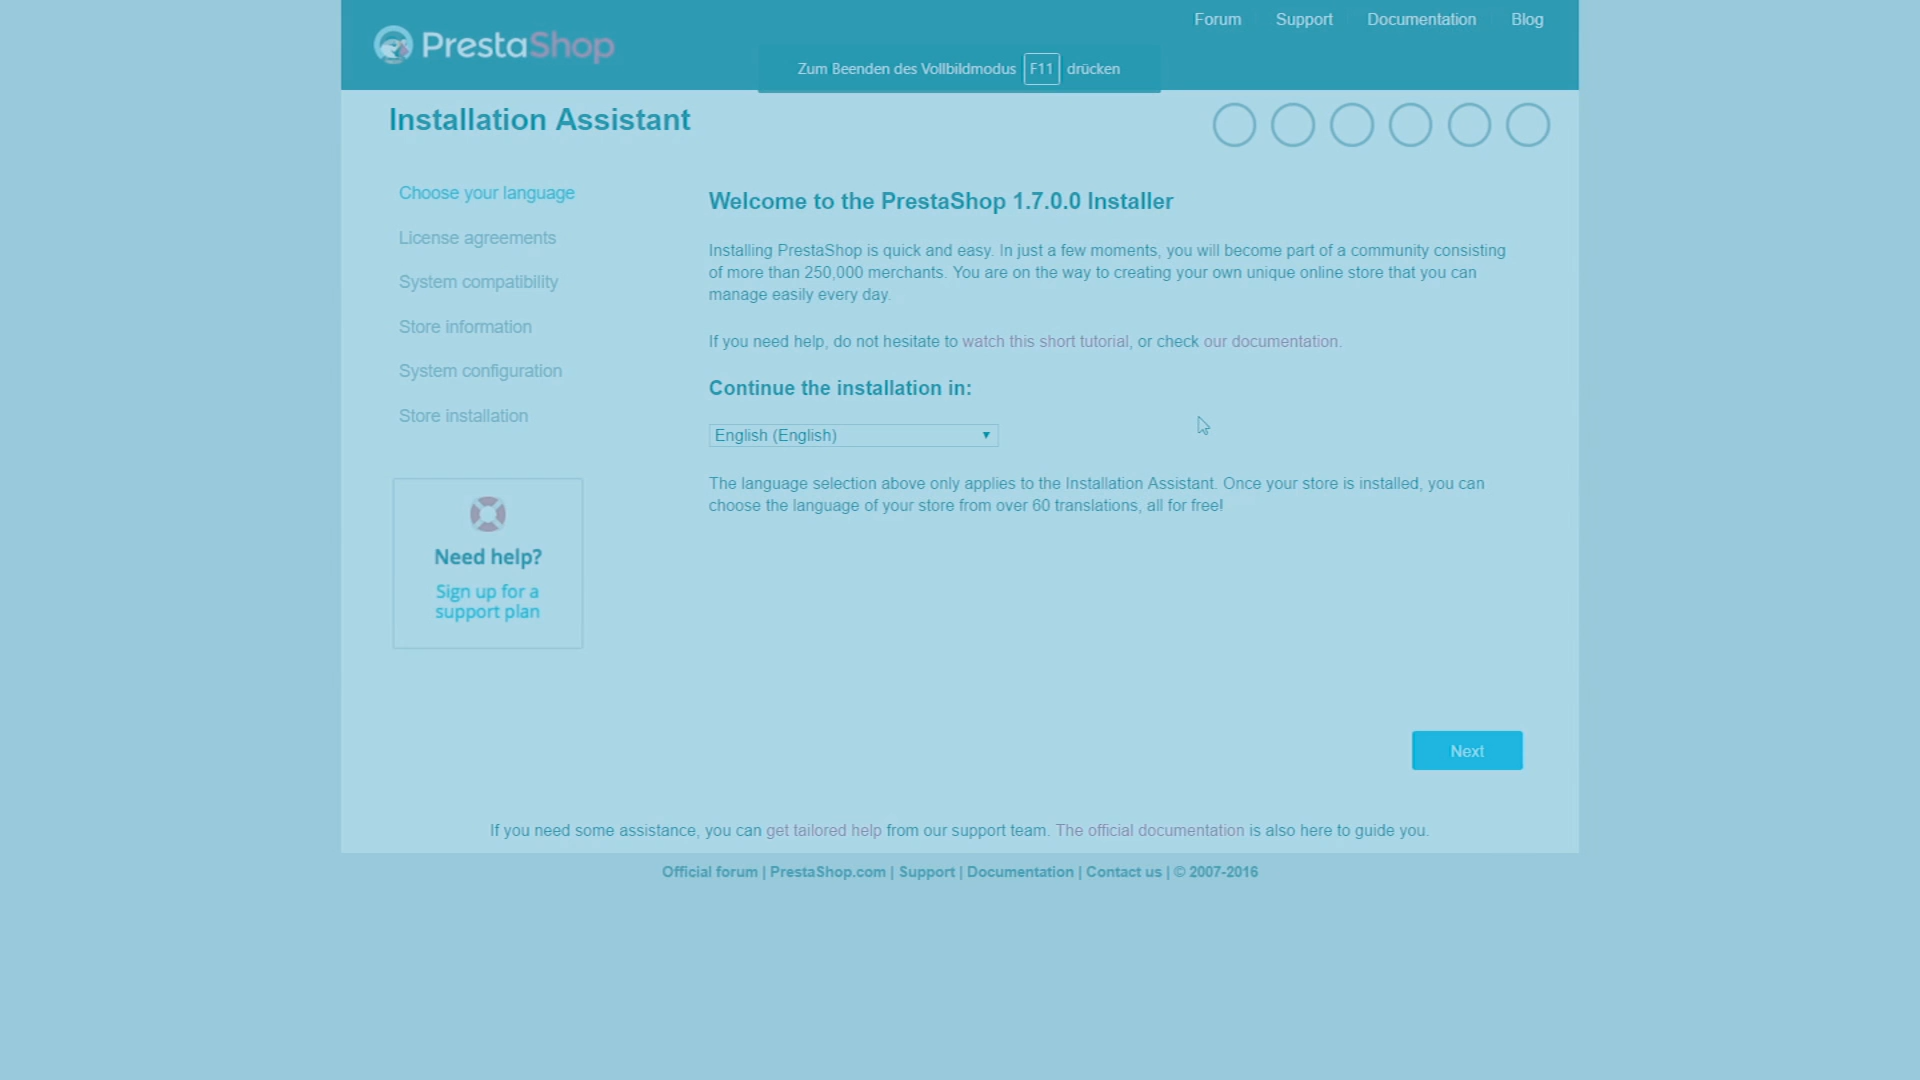 Forum Support Documentation Blog
PrestaShop
Zum Beenden des Vollbildmodus F11 drücken
Installation Assistant
Choose your language
License agreements
System compatibility
Store information
System configuration
Store installation
Need help?
Sign up for a
support plan
Welcome to the PrestaShop 1.7.0.0 Installer
Installing PrestaShop is quick and easy. In just a few moments, you will become part of a community consisting
of more than 250,000 merchants. You are on the way to creating your own unique online store that you can
manage easily every day.
If you need help, do not hesitate to watch this short tutorial, or check our documentation.
Continue the installation in:
English (English)
The language selection above only applies to the Installation Assistant. Once your store is installed, you can
choose the language of your store from over 60 translations, all for free!
Next
If you need some assistance, you can get tailored help from our support team. The official documentation is also here to guide you.
Official forum | PrestaShop.com | Support | Documentation | Contact us | © 2007-2016